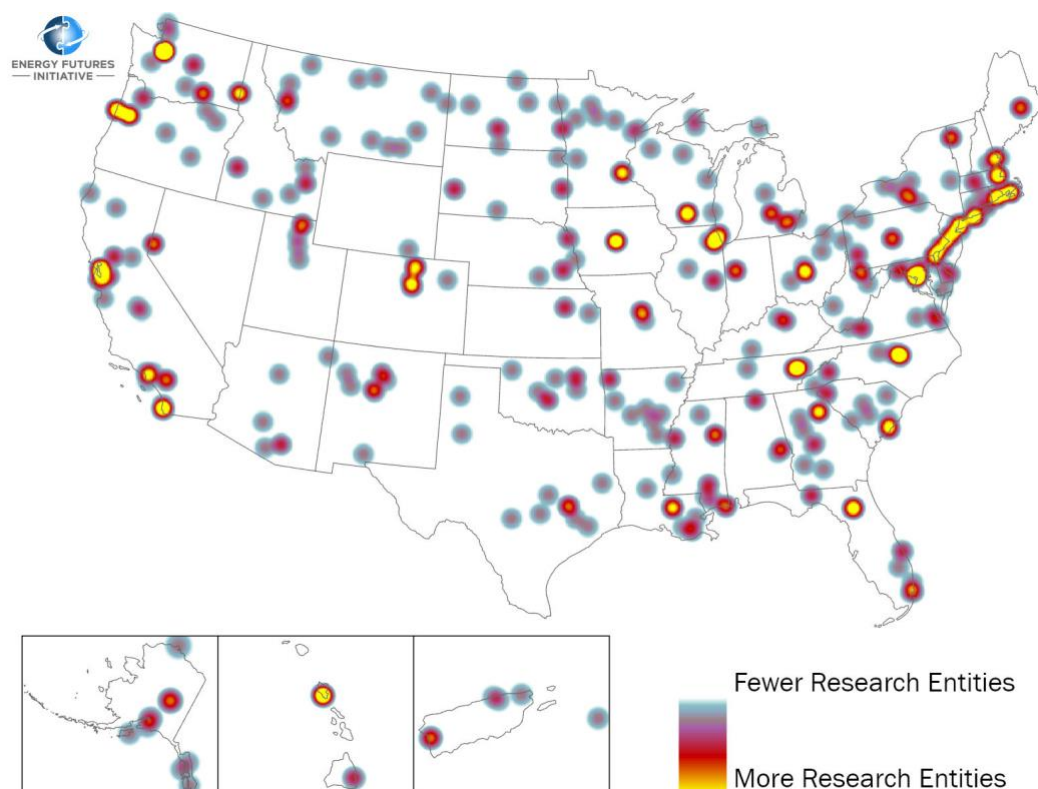 ENERGY FUTURES
INITIATIVE
Fewer Research Entities
More Research Entities